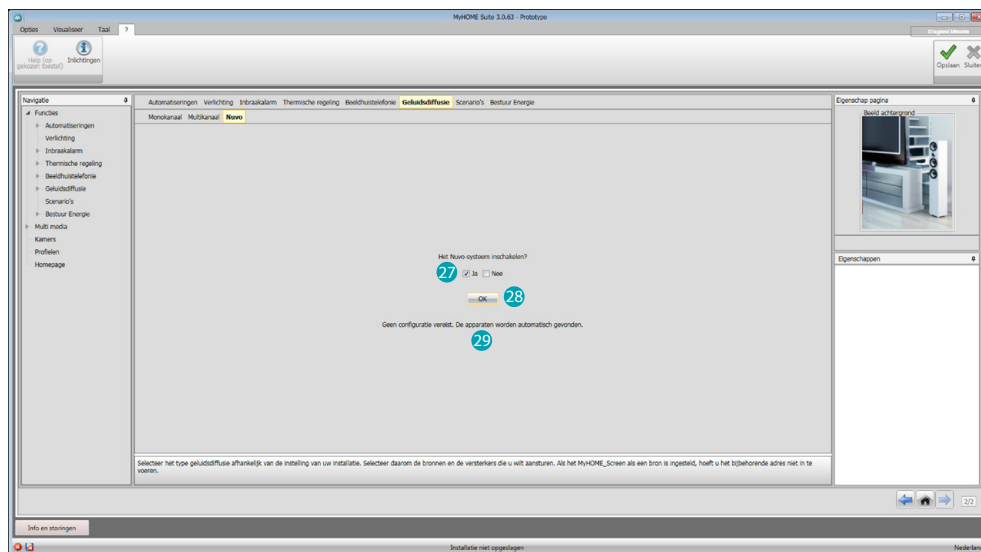 MyHOME Suite 3.0.63 - Prototype
Opties Visualiseer Taal ?
Help (op gekozen toestel)
Inlichtingen
Opslaan Sluiten
Navigatie
Functies
Automatiseringen
Verlichting
Inbraakalarm
Thermische regeling
Beeldhuistelefonie
Geluidsdiffusie
Scenario's
Bestuur Energie
Multi media
Kamers
Profielen
Homepage
Automatiseringen Verlichting Inbraakalarm Thermische regeling Beeldhuistelefonie Geluidsdiffusie Scenario's Bestuur Energie
Monokanaal Multikanaal Nuvo
Het Nuvo-systeem inschakelen?
27 Ja Nee
OK 28
Geen configuratie vereist. De apparaten worden automatisch gevonden.
29
Selecteer het type geluidsdiffusie afhankelijk van de instelling van uw installatie. Selecteer daarom de bronnen en de versterkers die u wilt aansturen. Als het MyHOME_Screen als een bron is ingesteld, hoeft u het bijbehorende adres niet in te
voeren.
Eigenschap pagina
Beeld achtergrond
Eigenschappen
2/2
Info en storingen
Installatie niet opgeslagen
Nederlan